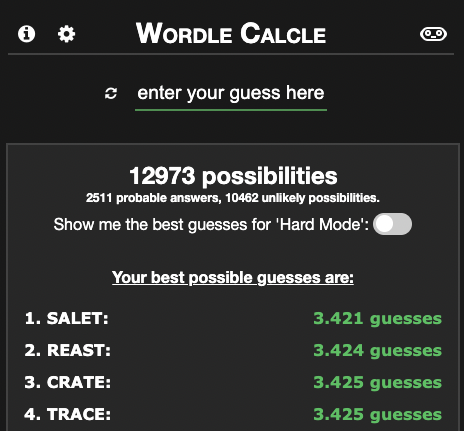 Wordle Calcle
enter your guess here
12973 possibilities
2511 probable answers, 10462 unlikely possibilities.
Show me the best guesses for 'Hard Mode':
Your best possible guesses are:
1. SALET: 3.421 guesses
2. REAST: 3.424 guesses
3. CRATE: 3.425 guesses
4. TRACE: 3.425 guesses